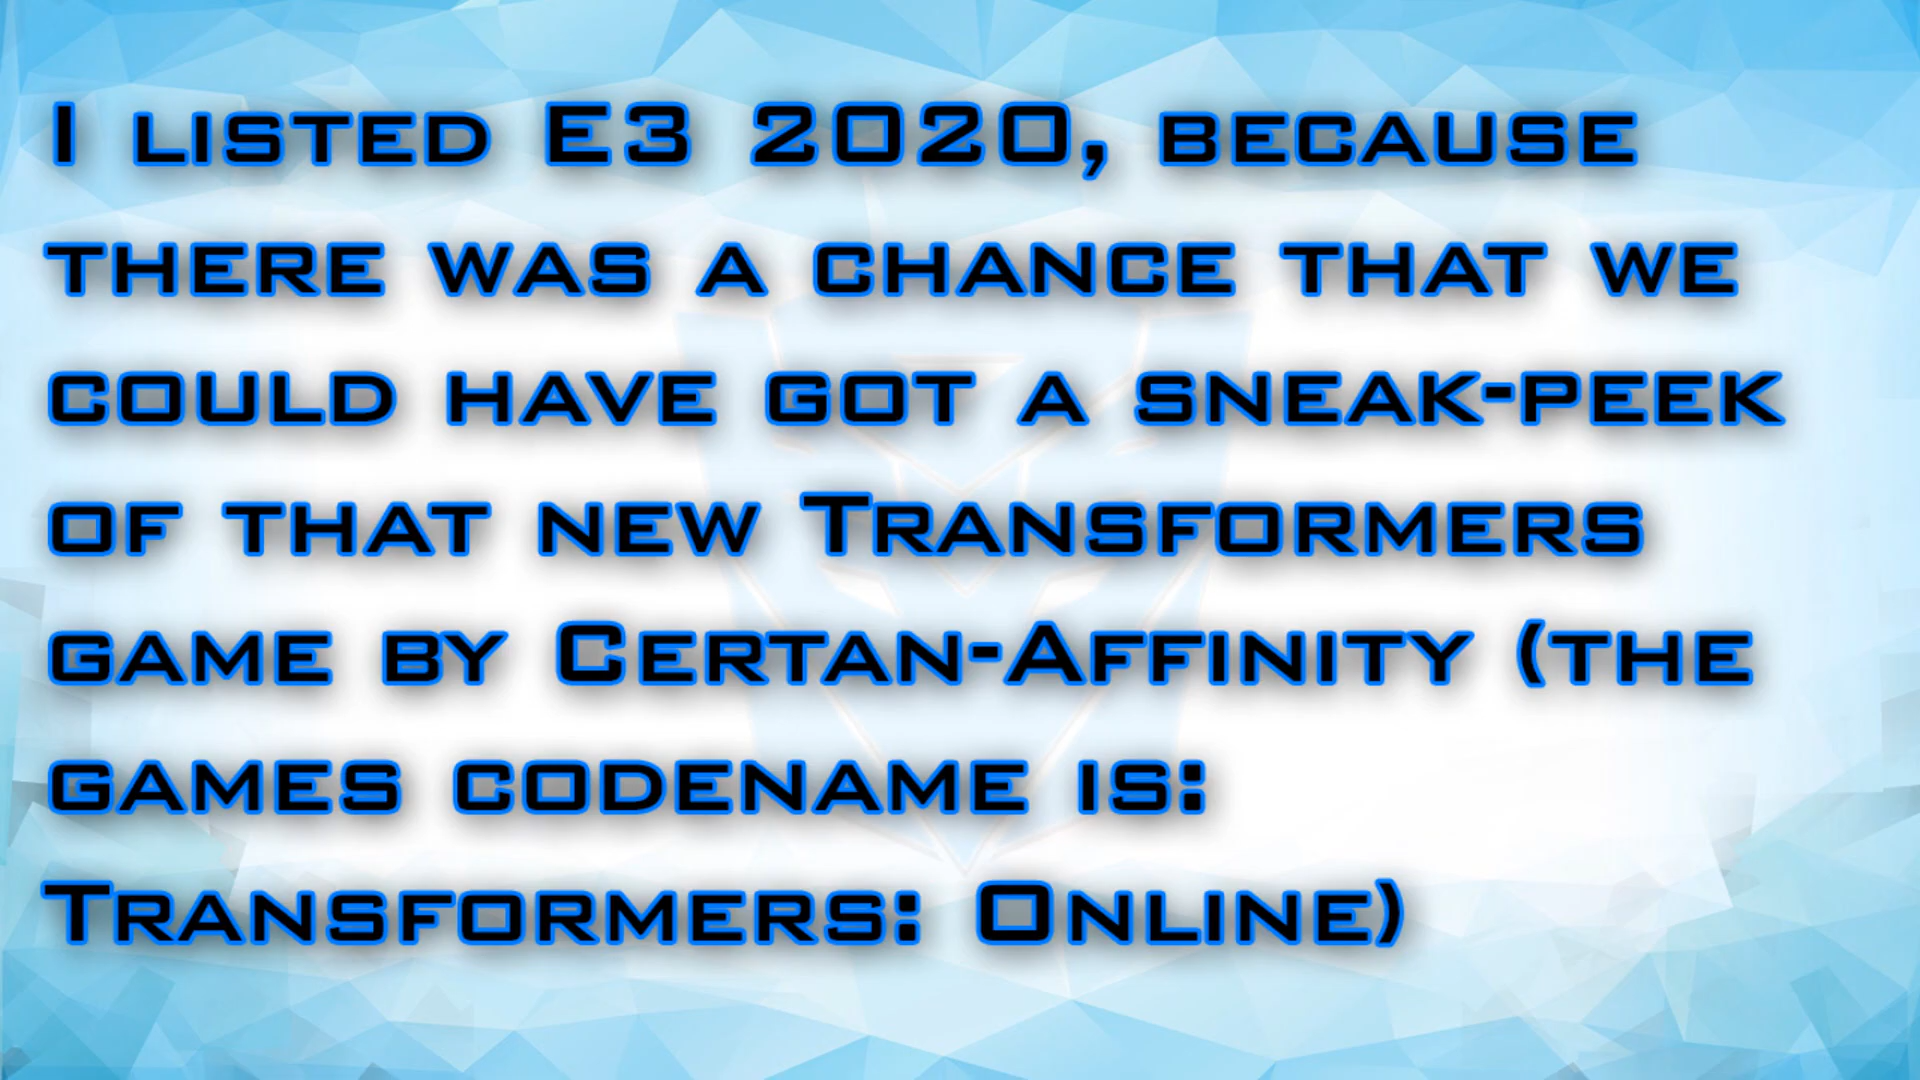 I listed E3 2020, because
there was a chance that we
could have got a sneak-peek
of that new Transformers
game by Certan-Affinity (the
games codename is:
Transformers: Online)